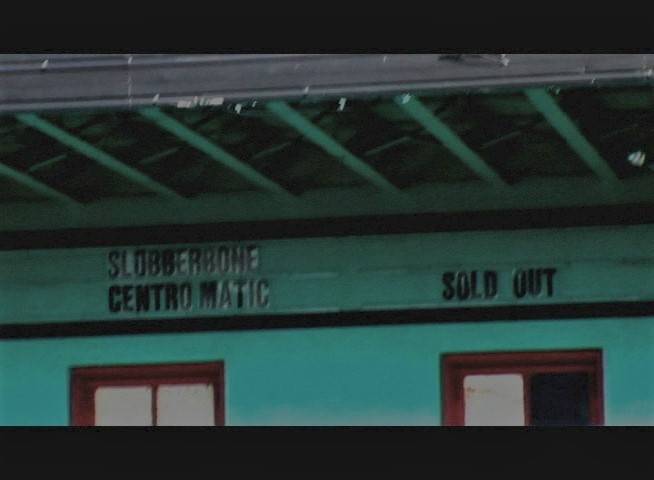 SLOBBERBONE
CENTRO MATIC
SOLD OUT